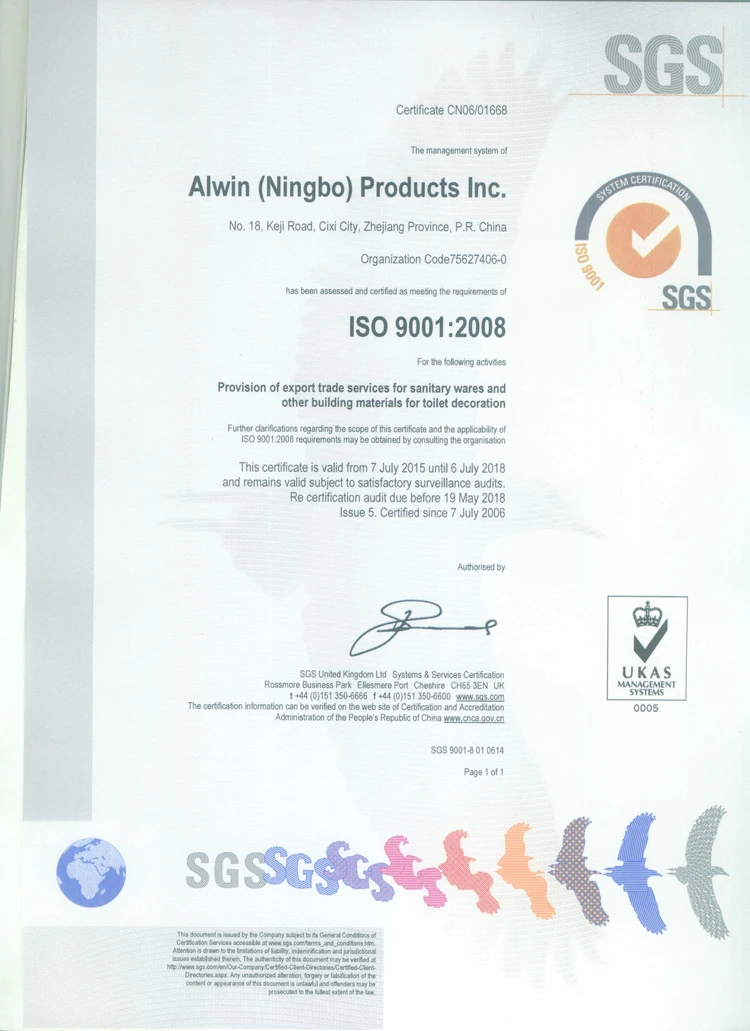 SGS
Certificate CN06/01668
The management system of
Alwin (Ningbo) Products Inc.
No. 18, Keji Road, Cixi City, Zhejiang Province, P.R. China
Organization Code75627406-0
has been assessed and certified as meeting the requirements of
ISO 9001:2008
For the following activities
Provision of export trade services for sanitary wares and
other building materials for toilet decoration
Further clarifications regarding the scope of this certificate and the applicability of
ISO 9001:2008 requirements may be obtained by consulting the organisation
This certificate is valid from 7 July 2015 until 6 July 2018
and remains valid subject to satisfactory surveillance audits.
Re certification audit due before 19 May 2018
Issue 5. Certified since 7 July 2006
Authorised by
SGS United Kingdom Ltd Systems & Services Certification
Rossmore Business Park Ellesmere Port Cheshire CH65 3EN UK
t +44 (0)151 350-6666 f +44 (0)151 350-6600 www.sgs.com
The certification information can be verified on the web site of Certification and Accreditation
Administration of the People's Republic of China www.cnca.gov.cn
SGS 9001-8 01 0614
Page 1 of 1
SYSTEM CERTIFICATION
ISO 9001
SGS
UKAS
MANAGEMENT
SYSTEMS
0005
SGSSGSSGS
This document is issued by the Company subject to its General Conditions of
Certification Services accessible at www.sgs.com/terms_and_conditions.htm.
Attention is drawn to the limitations of liability, indemnification and jurisdictional
issues established therein. The authenticity of this document may be verified at
http://www.sgs.com/en/Our-Company/Certified-Client-Directories/Certified-Client-
Directories.aspx. Any unauthorized alteration, forgery or falsification of the
content or appearance of this document is unlawful and offenders may be
prosecuted to the fullest extent of the law.